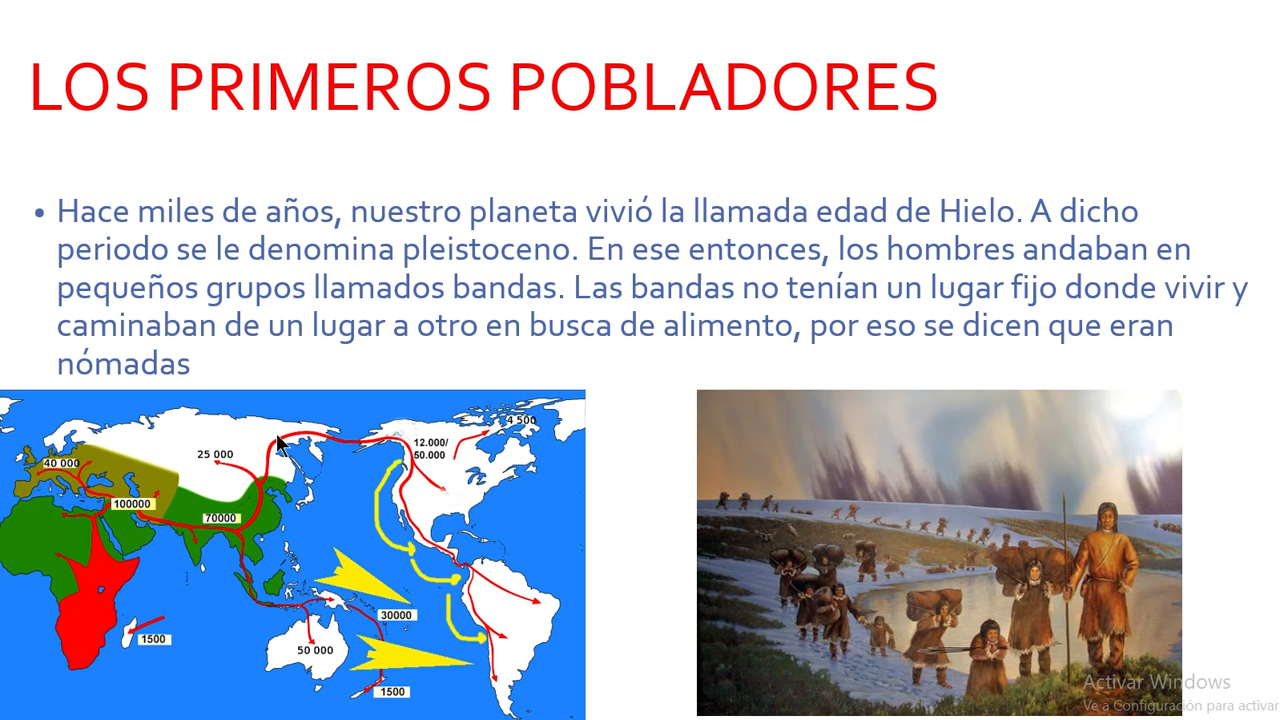 LOS PRIMEROS POBLADORES
• Hace miles de años, nuestro planeta vivió la llamada edad de Hielo. A dicho
periodo se le denomina pleistoceno. En ese entonces, los hombres andaban en
pequeños grupos llamados bandas. Las bandas no tenían un lugar fijo donde vivir y
caminaban de un lugar a otro en busca de alimento, por eso se dicen que eran
nómadas
4 500
12.000/
50.000
25 000
40 000
100000
70000
30000
1500
50 000
1500
Activar Windows
Ve a Configuración para activar